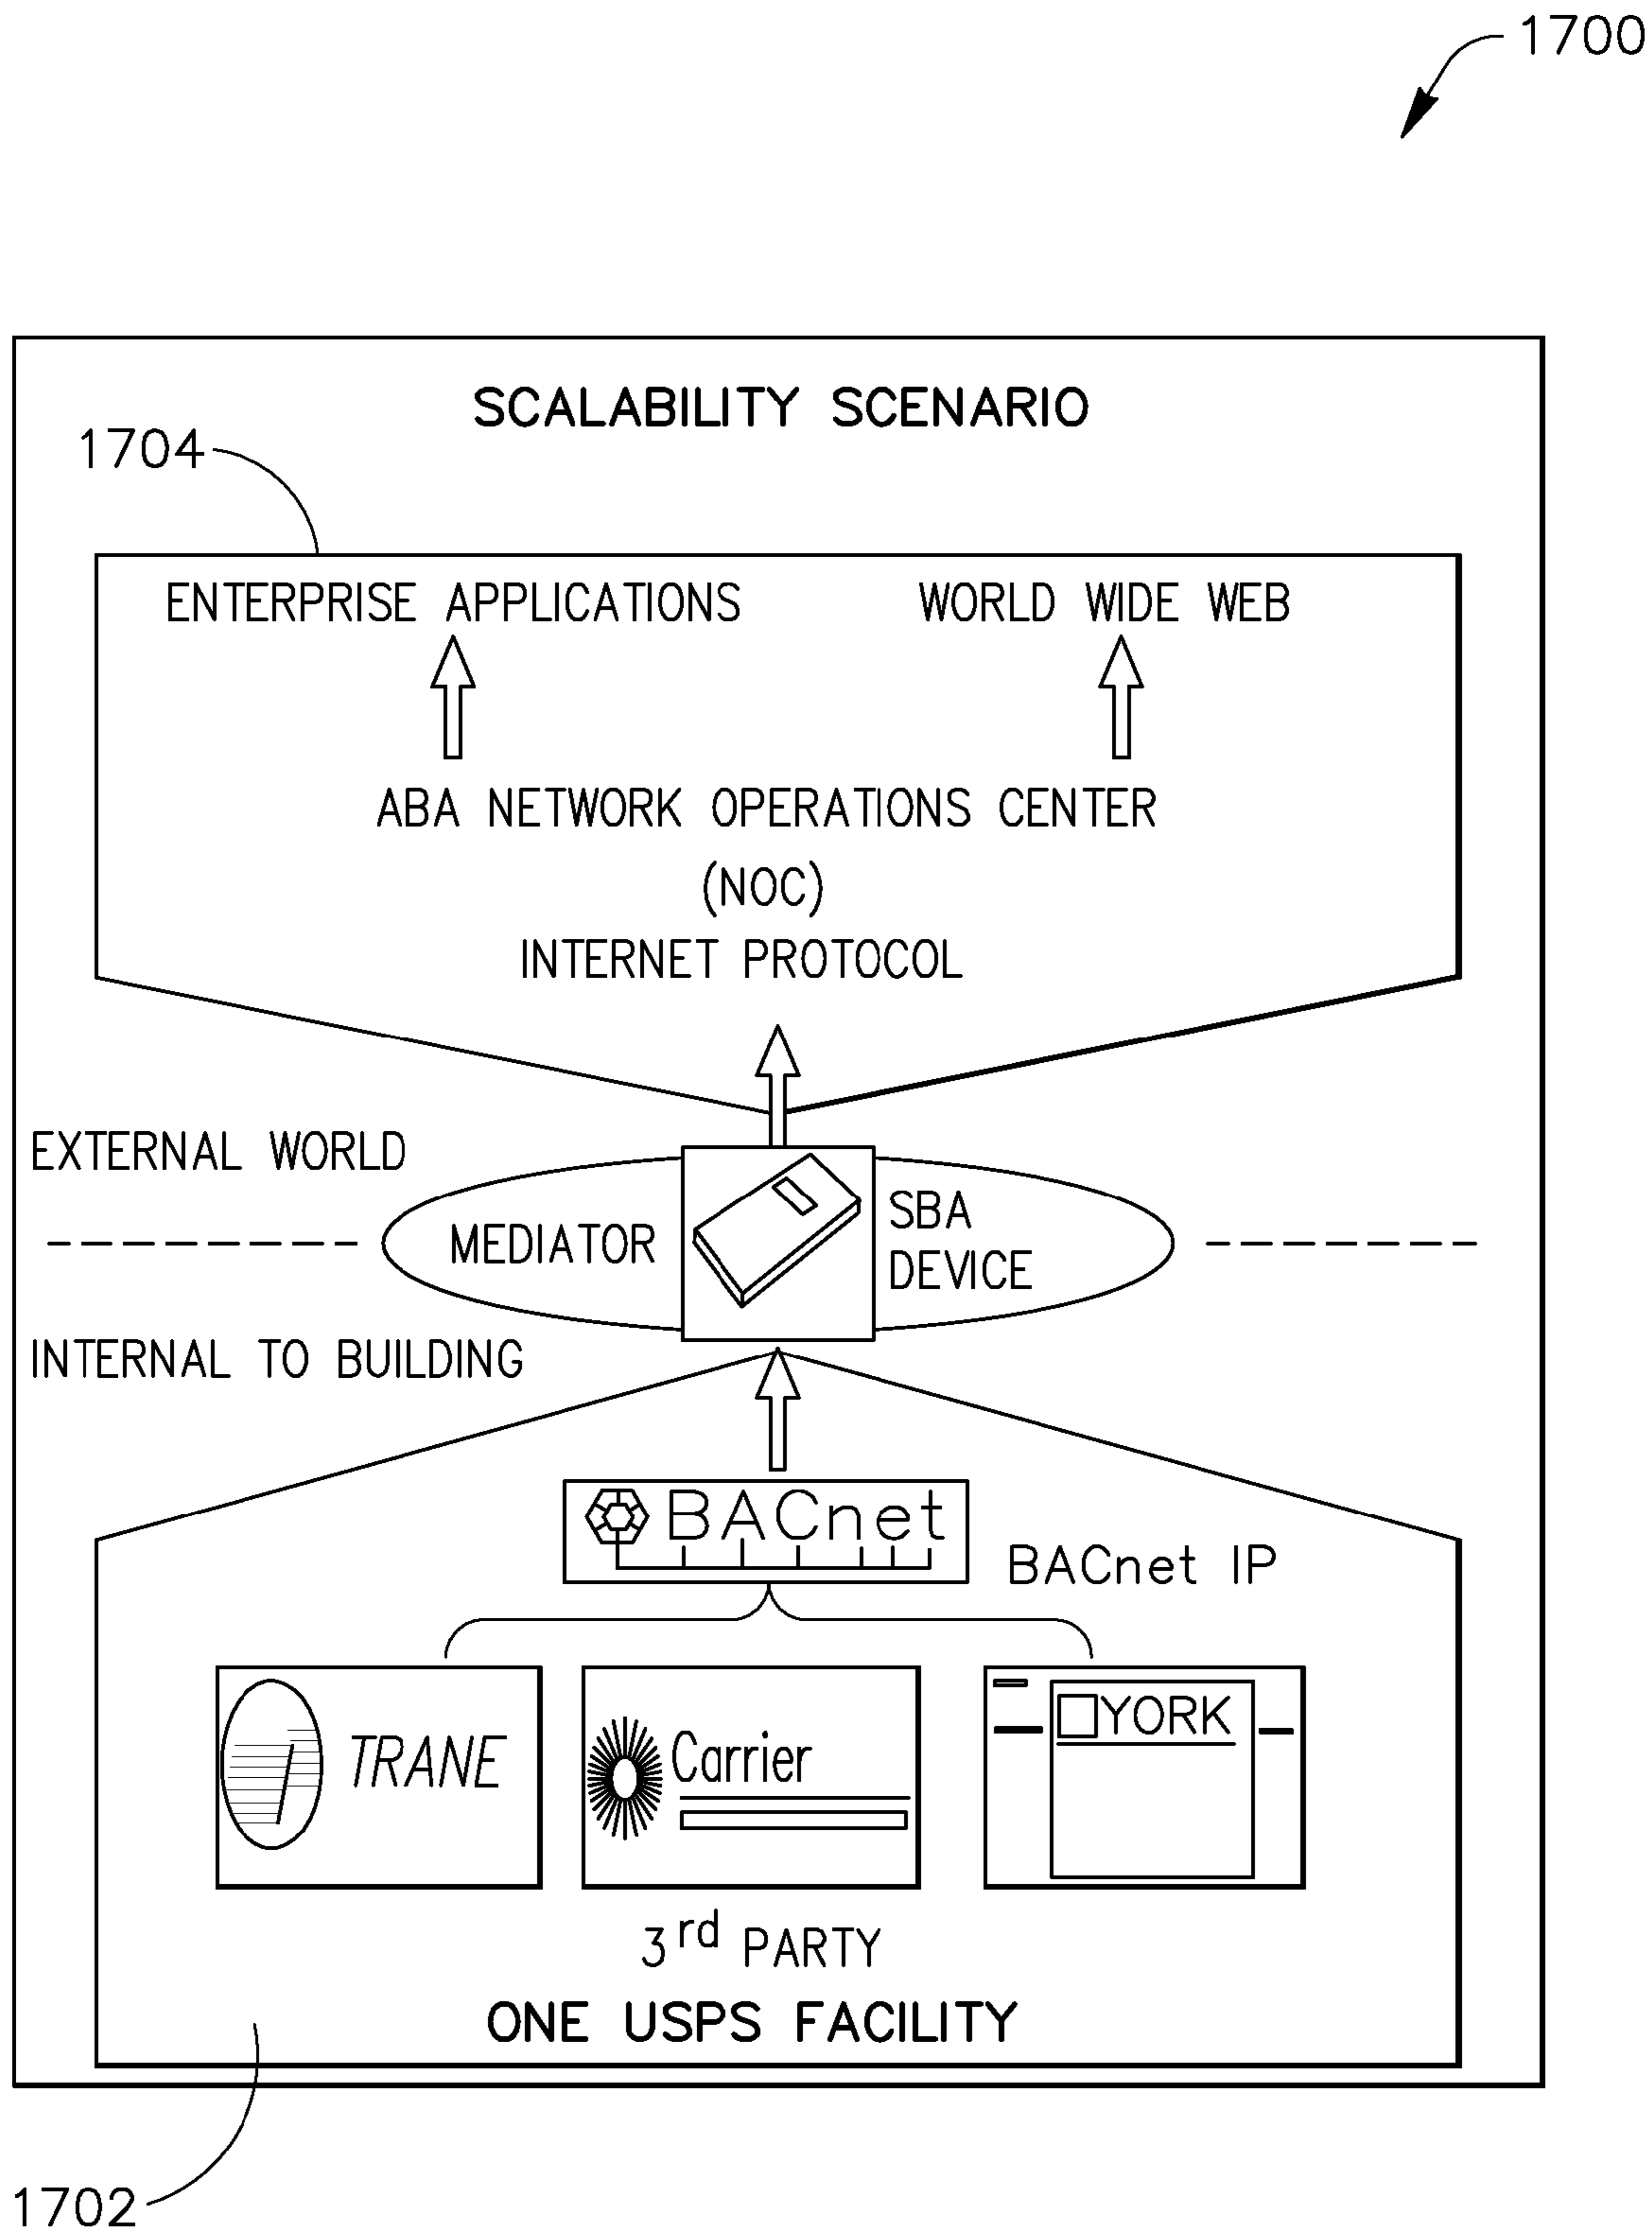 1700
SCALABILITY SCENARIO
1704
ENTERPRISE APPLICATIONS
WORLD WIDE WEB
ABA NETWORK OPERATIONS CENTER
(NOC)
INTERNET PROTOCOL
EXTERNAL WORLD
MEDIATOR
SBA
DEVICE
INTERNAL TO BUILDING
BACnet
BACnet IP
TRANE
Carrier
YORK
3rd PARTY
ONE USPS FACILITY
1702